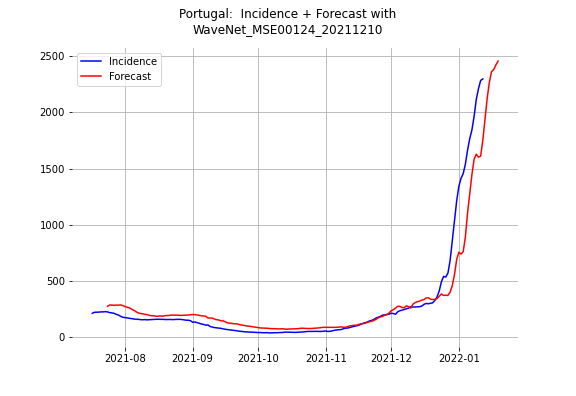 Portugal:  Incidence + Forecast with
WaveNet_MSE00124_20211210
Incidence
Forecast
2500
2000
1500
1000
500
0
2021-08 2021-09 2021-10 2021-11 2021-12 2022-01